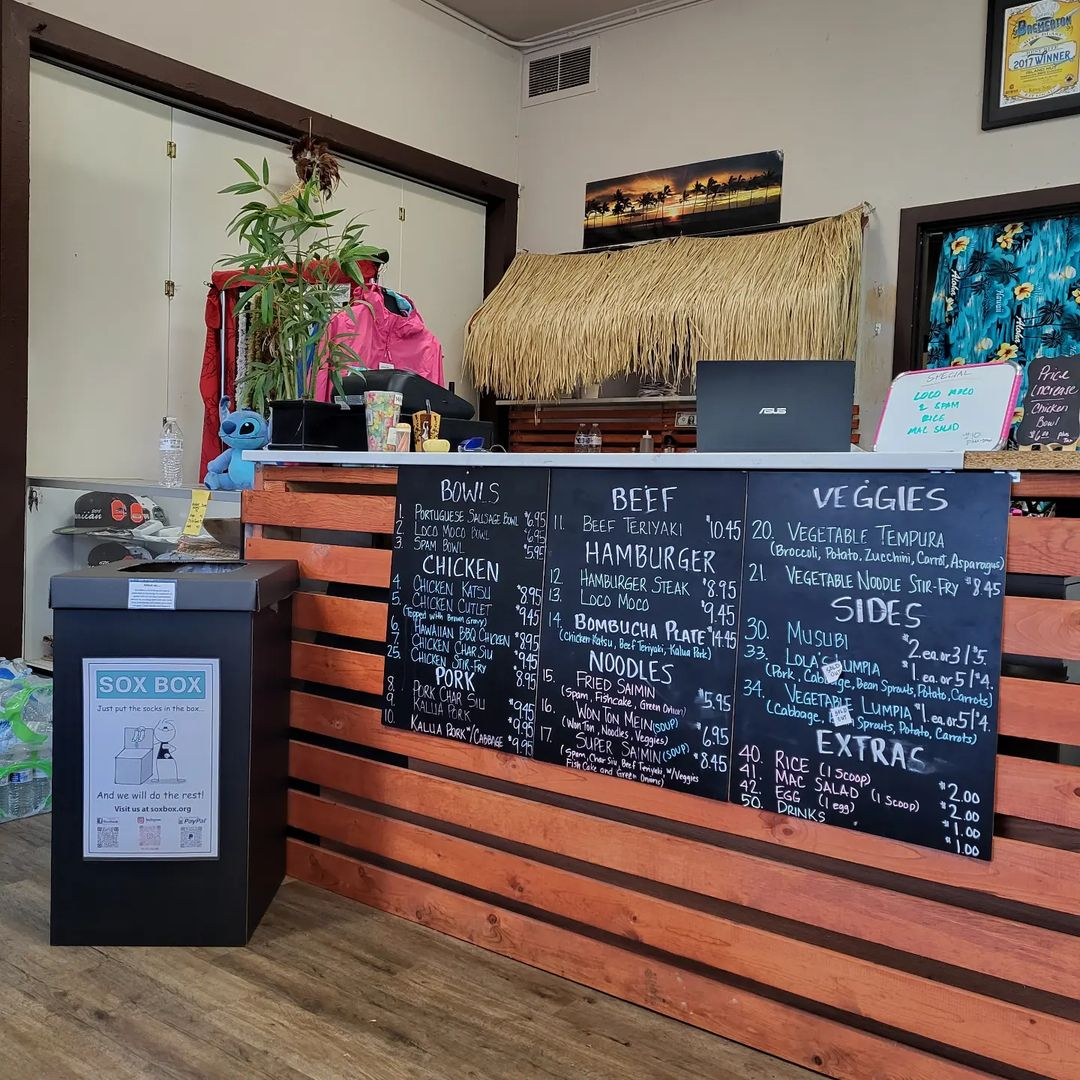 BREMERTON
2017 WINNER
Aloha
Hawaii
Aloha
ASUS
SPECIAL
LOCO MOCO
2 SPAM
RICE
MAC SALAD
$10
Price
Increase
Chicken
Bowl
BOWLS
1. PORTUGUESE SAUSAGE BOWL $6.95
2. LOCO MOCO BOWL $6.95
3. SPAM BOWL $5.95
CHICKEN
4. CHICKEN KATSU $8.95
5. CHICKEN CUTLET $9.45
(TOPPED WITH BROWN GRAVY)
6. HAWAIIAN BBQ CHICKEN $8.95
7. CHICKEN CHAR SIU $9.45
25. CHICKEN STIR-FRY $8.95
PORK
8. PORK CHAR SIU $9.45
9. KALUA PORK $9.45
10. KALUA PORK W/CABBAGE $9.95
BEEF
11. BEEF TERIYAKI $10.45
HAMBURGER
12. HAMBURGER STEAK $8.95
13. LOCO MOCO $9.45
14. BOMBUCHA PLATE $14.45
(Chicken Katsu, Beef Teriyaki, Kalua Pork)
NOODLES
15. FRIED SAIMIN $5.95
(Spam, Fishcake, Green Onion)
16. WON TON MEIN (SOUP) $6.95
(Won Ton, Noodles, Veggies)
17. SUPER SAIMIN (SOUP) $8.45
(Spam, Char Siu, Beef Teriyaki, w/Veggies
Fish Cake and Green Onions)
VEGGIES
20. VEGETABLE TEMPURA
(Broccoli, Potato, Zucchini, Carrot, Asparagus)
21. VEGETABLE NOODLE STIR-FRY $8.45
SIDES
30. MUSUBI $2. ea. or 3/$5.
33. LOLA'S LUMPIA $1. ea. or 5/$4.
(Pork, Cabbage, Bean Sprouts, Potato, Carrots)
34. VEGETABLE LUMPIA $1. ea. or 5/$4.
(Cabbage, Sprouts, Potato, Carrots)
EXTRAS
40. RICE (1 SCOOP) $2.00
41. MAC SALAD (1 SCOOP) $2.00
42. EGG (1 egg) $1.00
50. DRINKS $1.00
SOX BOX
Just put the socks in the box...
And we will do the rest!
Visit us at soxbox.org
facebook
Instagram
PayPal